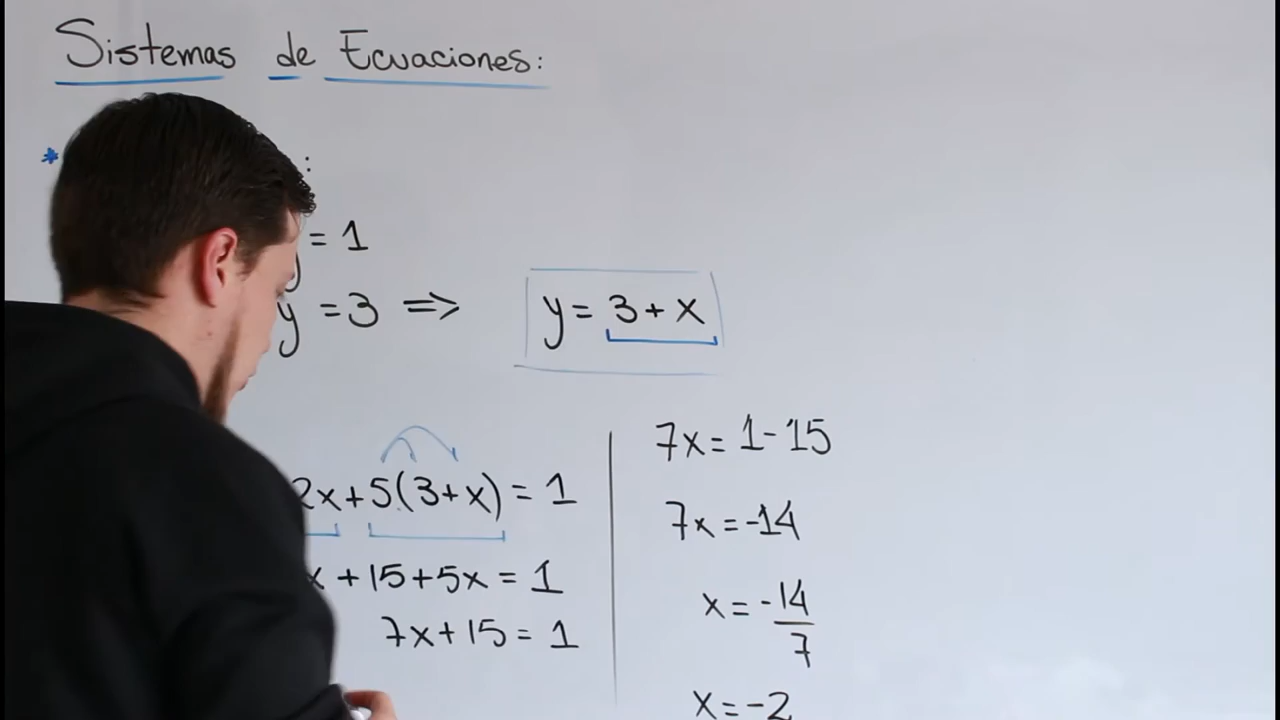 Sistemas de Ecuaciones:
* :
= 1
y = 3 => y = 3 + x
2x + 5(3 + x) = 1
x + 15 + 5x = 1
7x + 15 = 1
7x = 1 - 15
7x = -14
x = -14/7
x = -2